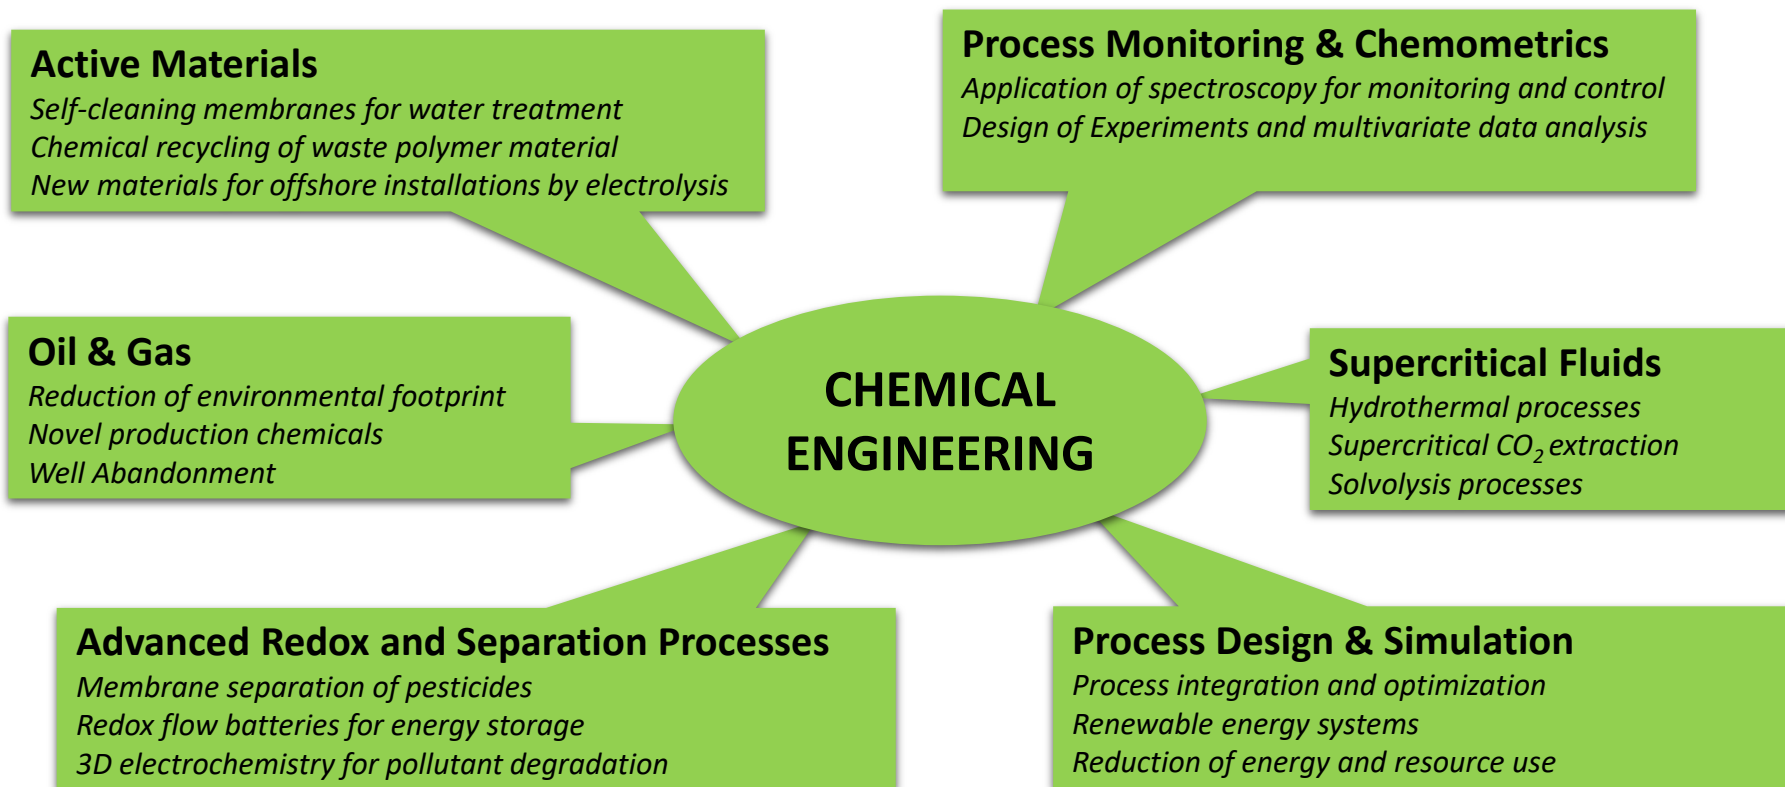 Active Materials
Self-cleaning membranes for water treatment
Chemical recycling of waste polymer material
New materials for offshore installations by electrolysis
Process Monitoring & Chemometrics
Application of spectroscopy for monitoring and control
Design of Experiments and multivariate data analysis
Oil & Gas
Reduction of environmental footprint
Novel production chemicals
Well Abandonment
CHEMICAL
ENGINEERING
Supercritical Fluids
Hydrothermal processes
Supercritical CO₂ extraction
Solvolysis processes
Advanced Redox and Separation Processes
Membrane separation of pesticides
Redox flow batteries for energy storage
3D electrochemistry for pollutant degradation
Process Design & Simulation
Process integration and optimization
Renewable energy systems
Reduction of energy and resource use